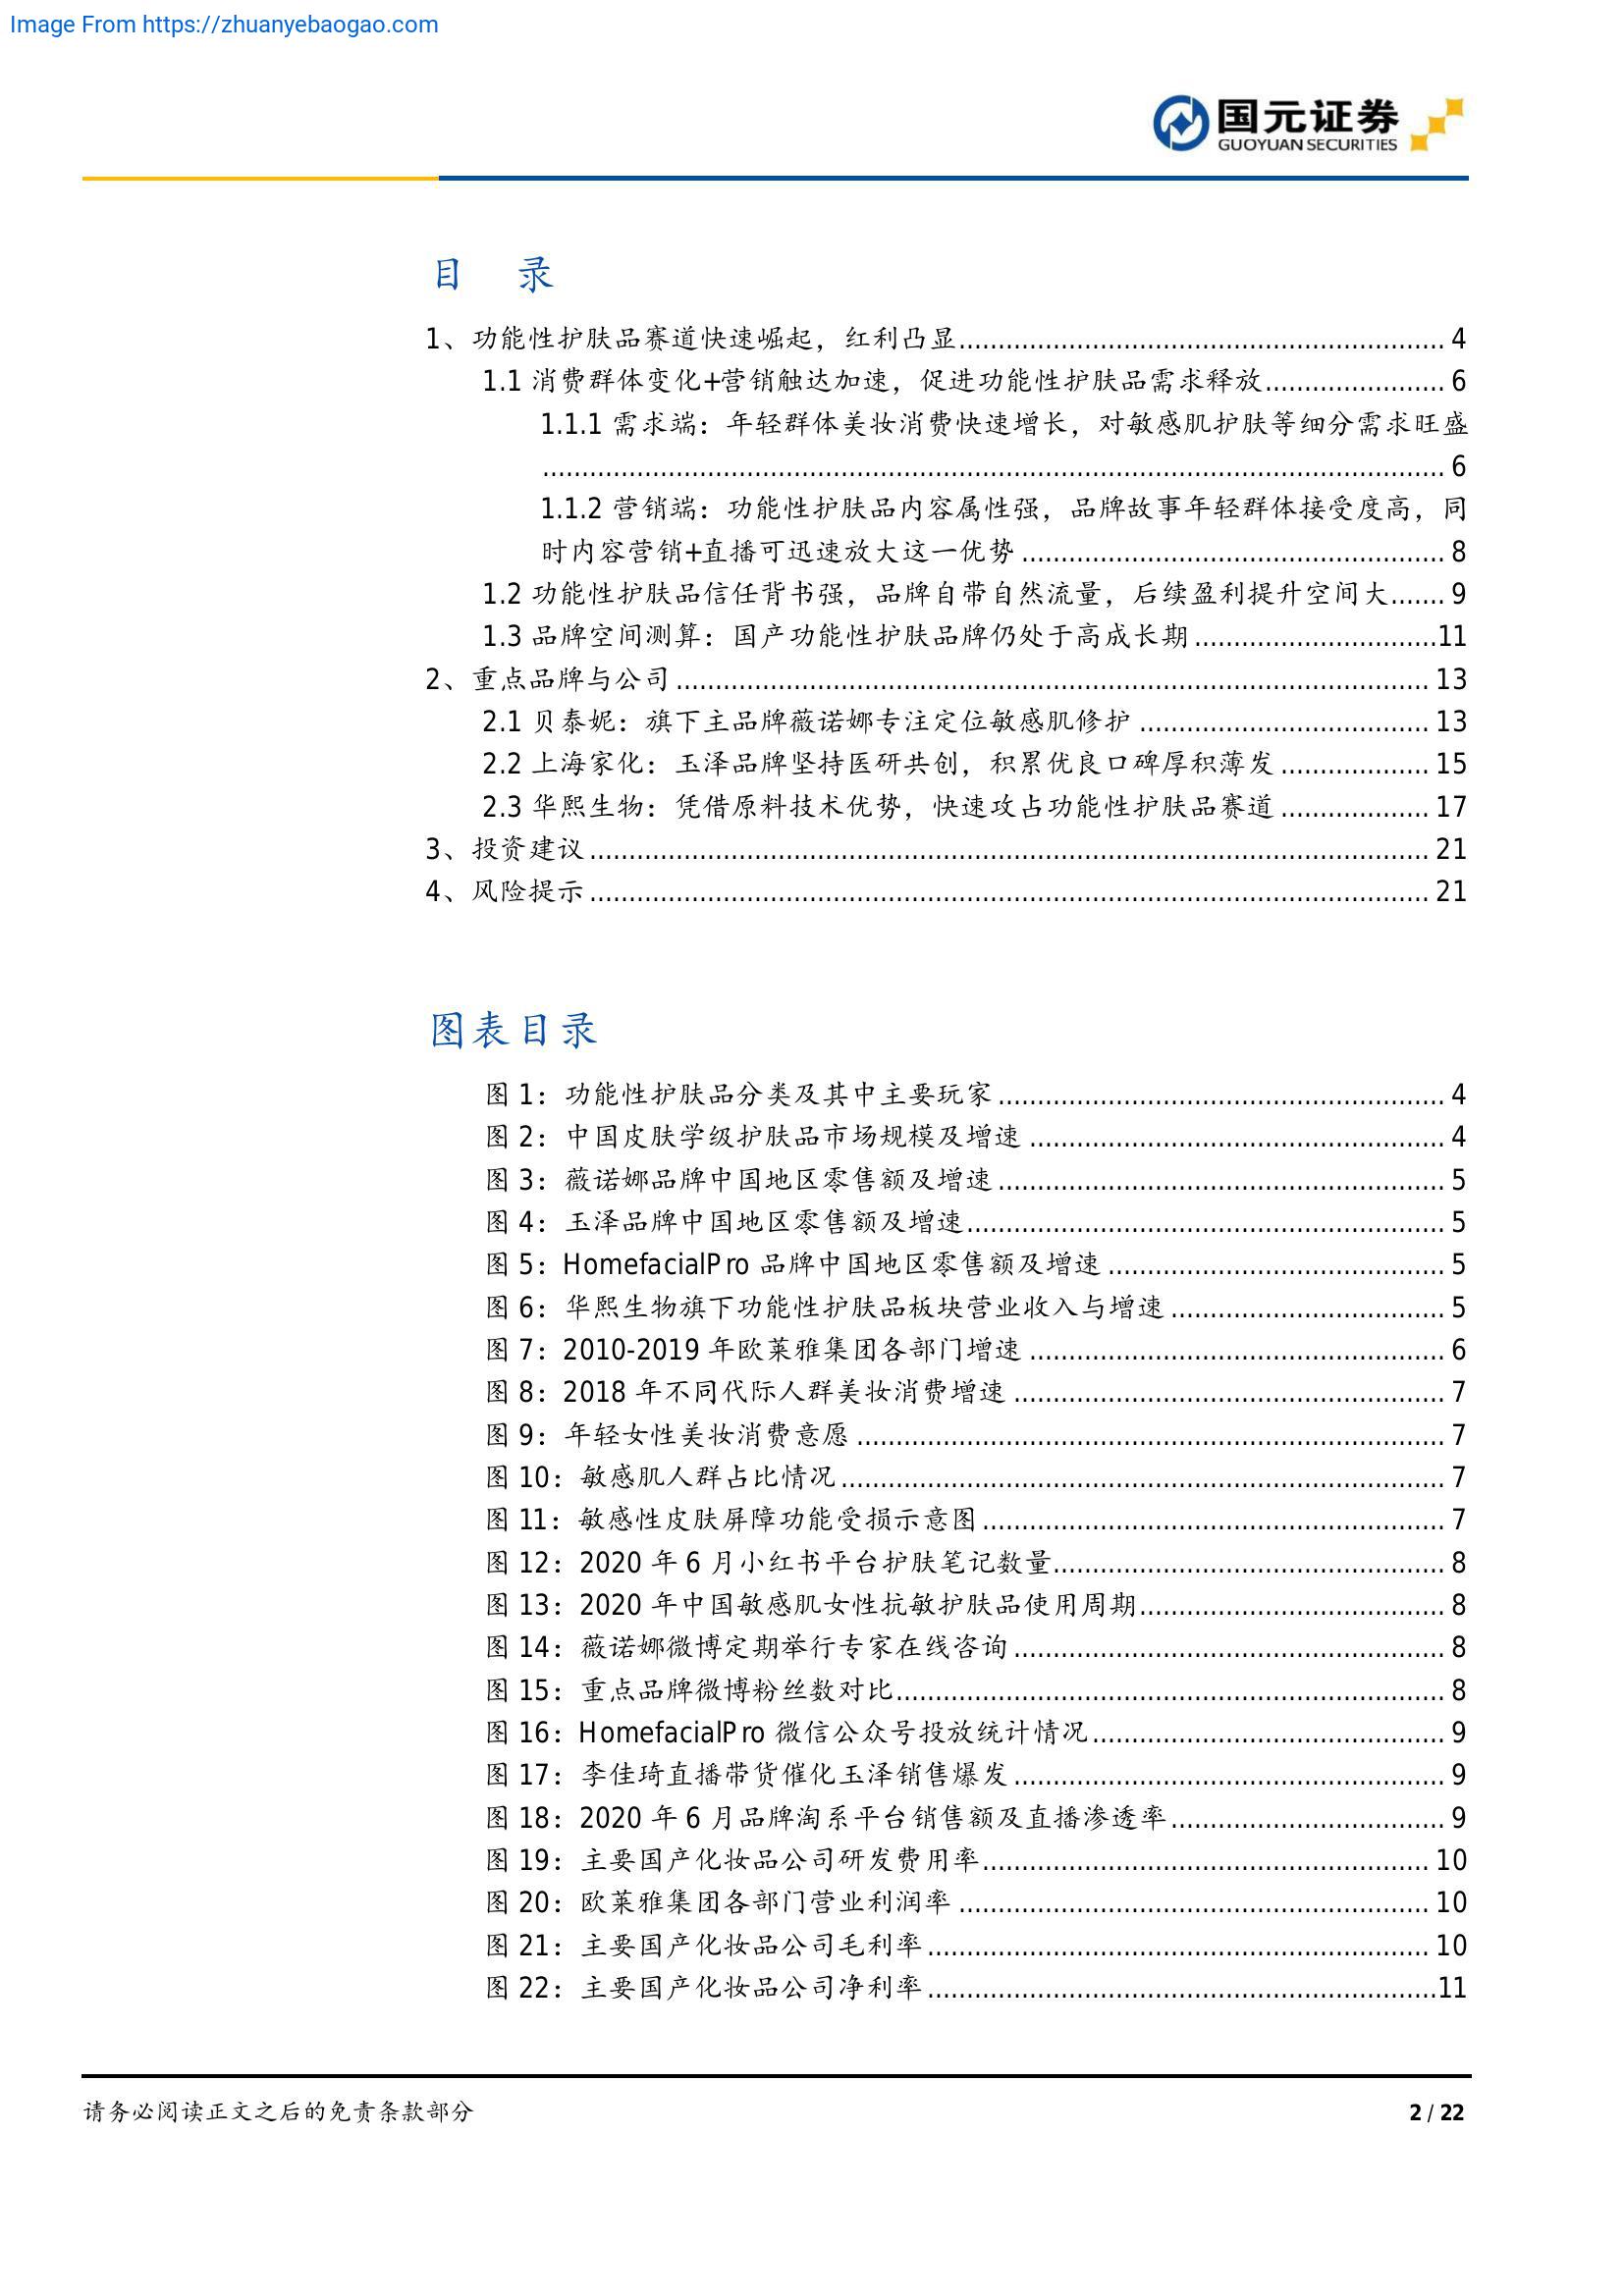 Image From https://zhuanyebaogao.com
国元证券
GUOYUAN SECURITIES
目 录
1、功能性护肤品赛道快速崛起，红利凸显.......... 4
1.1 消费群体变化+营销触达加速，促进功能性护肤品需求释放.......... 6
1.1.1 需求端：年轻群体美妆消费快速增长，对敏感肌护肤等细分需求旺盛
.......... 6
1.1.2 营销端：功能性护肤品内容属性强，品牌故事年轻群体接受度高，同
时内容营销+直播可迅速放大这一优势.......... 8
1.2 功能性护肤品信任背书强，品牌自带自然流量，后续盈利提升空间大....... 9
1.3 品牌空间测算：国产功能性护肤品牌仍处于高成长期..........11
2、重点品牌与公司.......... 13
2.1 贝泰妮：旗下主品牌薇诺娜专注定位敏感肌修护.......... 13
2.2 上海家化：玉泽品牌坚持医研共创，积累优良口碑厚积薄发.......... 15
2.3 华熙生物：凭借原料技术优势，快速攻占功能性护肤品赛道.......... 17
3、投资建议.......... 21
4、风险提示.......... 21
图表目录
图 1：功能性护肤品分类及其中主要玩家.......... 4
图 2：中国皮肤学级护肤品市场规模及增速.......... 4
图 3：薇诺娜品牌中国地区零售额及增速.......... 5
图 4：玉泽品牌中国地区零售额及增速.......... 5
图 5：HomefacialPro 品牌中国地区零售额及增速.......... 5
图 6：华熙生物旗下功能性护肤品板块营业收入与增速.......... 5
图 7：2010-2019 年欧莱雅集团各部门增速.......... 6
图 8：2018 年不同代际人群美妆消费增速.......... 7
图 9：年轻女性美妆消费意愿.......... 7
图 10：敏感肌人群占比情况.......... 7
图 11：敏感性皮肤屏障功能受损示意图.......... 7
图 12：2020 年 6 月小红书平台护肤笔记数量.......... 8
图 13：2020 年中国敏感肌女性抗敏护肤品使用周期.......... 8
图 14：薇诺娜微博定期举行专家在线咨询.......... 8
图 15：重点品牌微博粉丝数对比.......... 8
图 16：HomefacialPro 微信公众号投放统计情况.......... 9
图 17：李佳琦直播带货催化玉泽销售爆发.......... 9
图 18：2020 年 6 月品牌淘系平台销售额及直播渗透率.......... 9
图 19：主要国产化妆品公司研发费用率.......... 10
图 20：欧莱雅集团各部门营业利润率.......... 10
图 21：主要国产化妆品公司毛利率.......... 10
图 22：主要国产化妆品公司净利率..........11
请务必阅读正文之后的免责条款部分
2 / 22